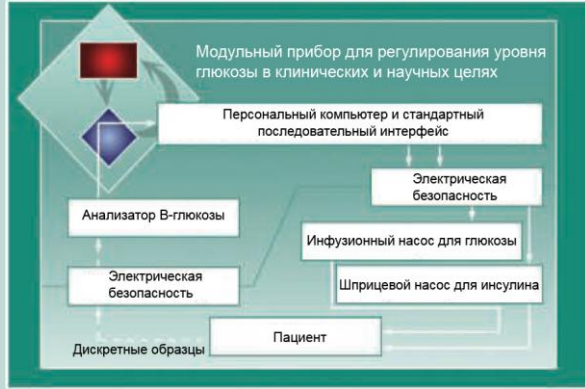 Модульный прибор для регулирования уровня
глюкозы в клинических и научных целях
Персональный компьютер и стандартный
последовательный интерфейс
Электрическая
безопасность
Анализатор В-глюкозы
Инфузионный насос для глюкозы
Электрическая
безопасность
Шприцевой насос для инсулина
Пациент
Дискретные образцы